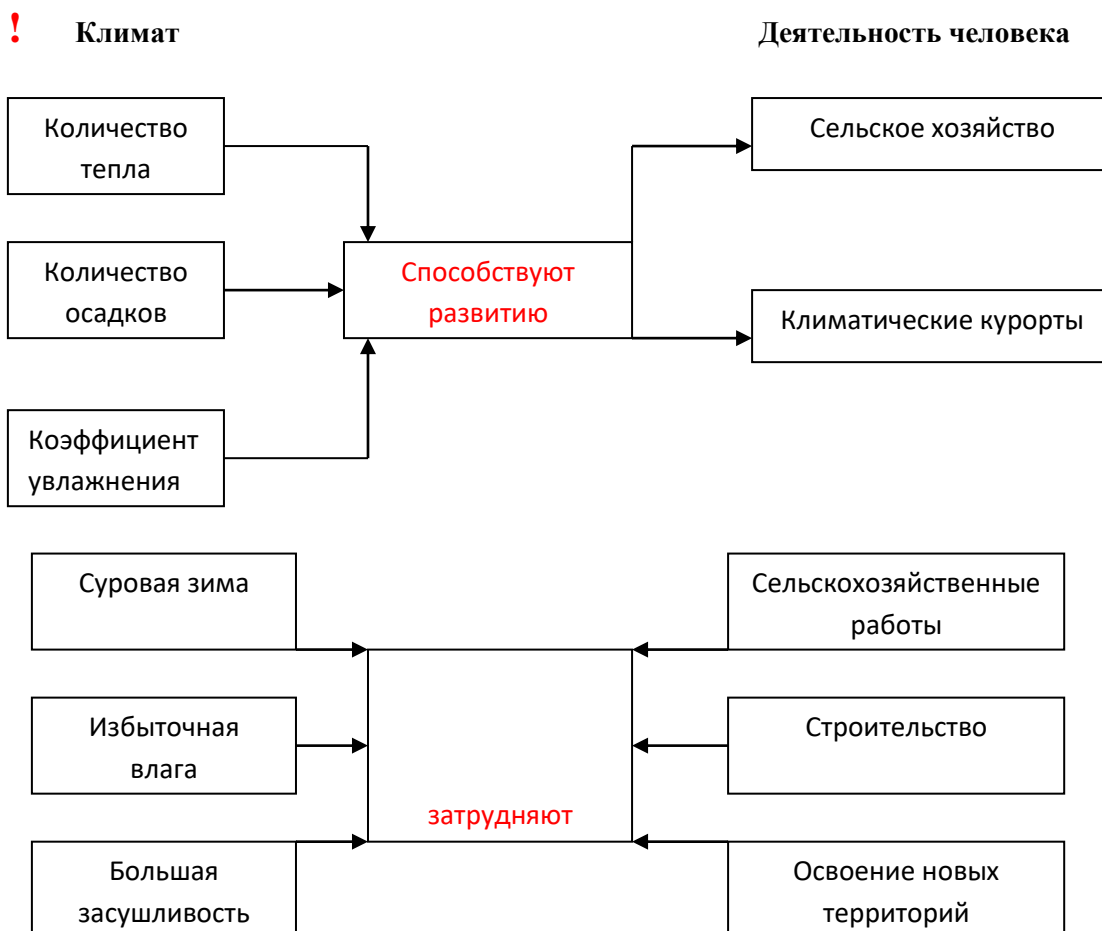 ! Климат
Деятельность человека
Количество
тепла
Сельское хозяйство
Количество
осадков
Способствуют
развитию
Климатические курорты
Коэффициент
увлажнения
Суровая зима
Сельскохозяйственные
работы
Избыточная
влага
Строительство
затрудняют
Большая
засушливость
Освоение новых
территорий